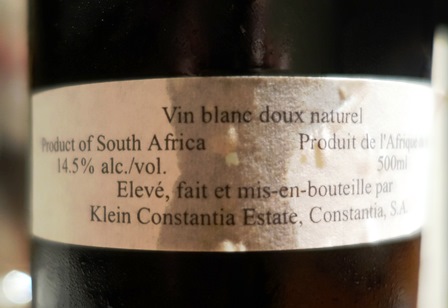 Vin blanc doux naturel
Product of South Africa Produit de l'Afrique
14.5% alc./vol. 500ml
Elevé, fait et mis-en-bouteille par
Klein Constantia Estate, Constantia, S.A.